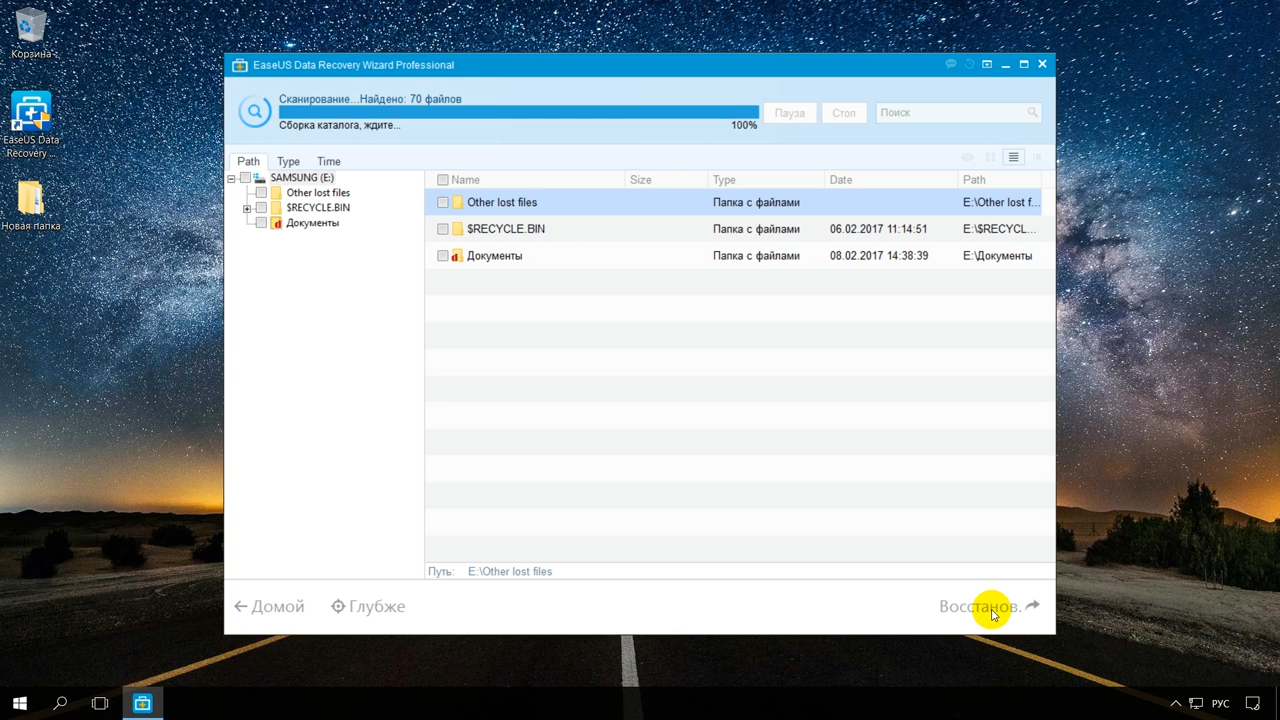 Корзина
EaseUS Data
Recovery ...
Новая папка
EaseUS Data Recovery Wizard Professional
Сканирование...Найдено: 70 файлов
Сборка каталога, ждите...
100%
Пауза
Стоп
Поиск
Path Type Time
SAMSUNG (E:)
Other lost files
$RECYCLE.BIN
Документы
Name Size Type Date Path
Other lost files Папка с файлами E:\Other lost f...
$RECYCLE.BIN Папка с файлами 06.02.2017 11:14:51 E:\$RECYCL...
Документы Папка с файлами 08.02.2017 14:38:39 E:\Документы
Путь: E:\Other lost files
Домой Глубже Восстанов.
РУС